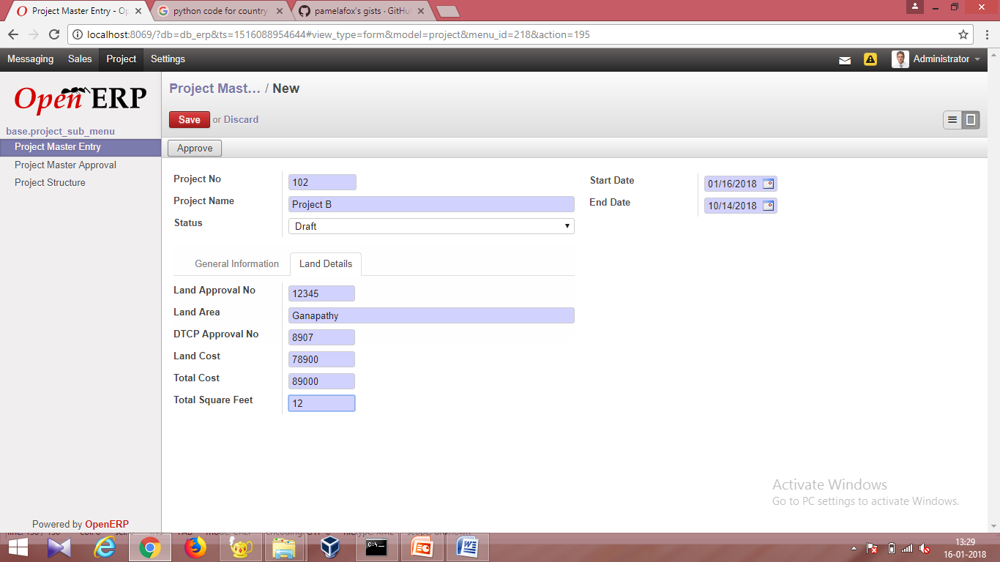 Project Master Entry - Op
python code for country
pamelafox's gists · GitHu
localhost:8069/?db=db_erp&ts=1516088954644#view_type=form&model=project&menu_id=218&action=195
Messaging Sales Project Settings Administrator
Open ERP
Project Mast... / New
Save or Discard
base.project_sub_menu
Project Master Entry
Project Master Approval
Project Structure
Approve
Project No 102
Start Date 01/16/2018
Project Name Project B
End Date 10/14/2018
Status Draft
General Information Land Details
Land Approval No 12345
Land Area Ganapathy
DTCP Approval No 8907
Land Cost 78900
Total Cost 89000
Total Square Feet 12
Activate Windows
Go to PC settings to activate Windows.
Powered by OpenERP
13:29
16-01-2018